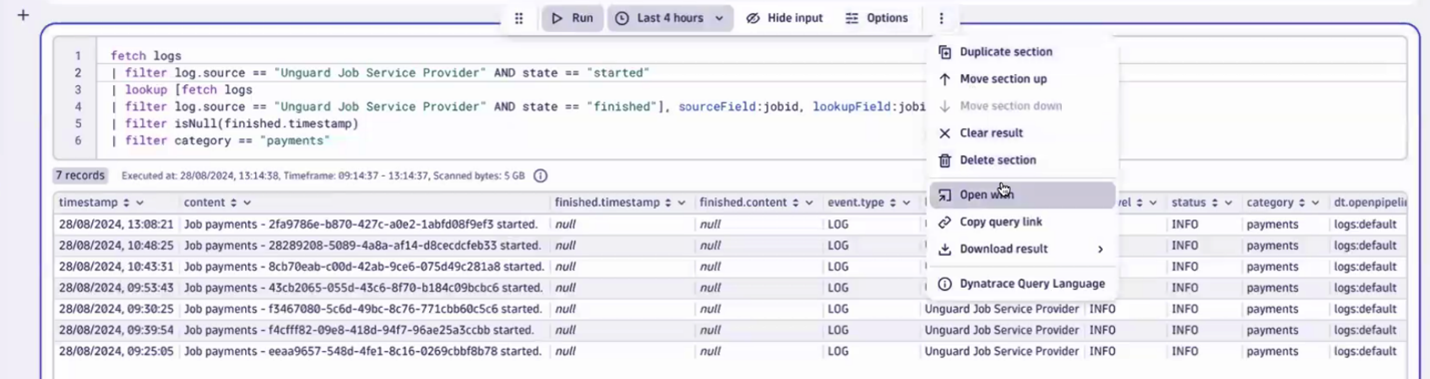 Run Last 4 hours Hide input Options
1 fetch logs
2 | filter log.source == "Unguard Job Service Provider" AND state == "started"
3 | lookup [fetch logs
4 | filter log.source == "Unguard Job Service Provider" AND state == "finished"], sourceField:jobid, lookupField:jobi
5 | filter isNull(finished.timestamp)
6 | filter category == "payments"
Duplicate section
Move section up
Move section down
Clear result
Delete section
Open with
Copy query link
Download result
Dynatrace Query Language
7 records Executed at: 28/08/2024, 13:14:38, Timeframe: 09:14:37 - 13:14:37, Scanned bytes: 5 GB
timestamp content finished.timestamp finished.content event.type vel status category dt.openpipeli
28/08/2024, 13:08:21 Job payments - 2fa9786e-b870-427c-a0e2-1abfd08f9ef3 started. null null LOG INFO payments logs:default
28/08/2024, 10:48:25 Job payments - 28289208-5089-4a8a-af14-d8cecdcfeb33 started. null null LOG INFO payments logs:default
28/08/2024, 10:43:31 Job payments - 8cb70eab-c00d-42ab-9ce6-075d49c281a8 started. null null LOG INFO payments logs:default
28/08/2024, 09:53:43 Job payments - 43cb2065-055d-43c6-8f70-b184c09bcbc6 started. null null LOG INFO payments logs:default
28/08/2024, 09:30:25 Job payments - f3467080-5c6d-49bc-8c76-771cbb60c5c6 started. null null LOG Unguard Job Service Provider INFO INFO payments logs:default
28/08/2024, 09:39:54 Job payments - f4cfff82-09e8-418d-94f7-96ae25a3ccbb started. null null LOG Unguard Job Service Provider INFO INFO payments logs:default
28/08/2024, 09:25:05 Job payments - eeaa9657-548d-4fe1-8c16-0269cbbf8b78 started. null null LOG Unguard Job Service Provider INFO INFO payments logs:default